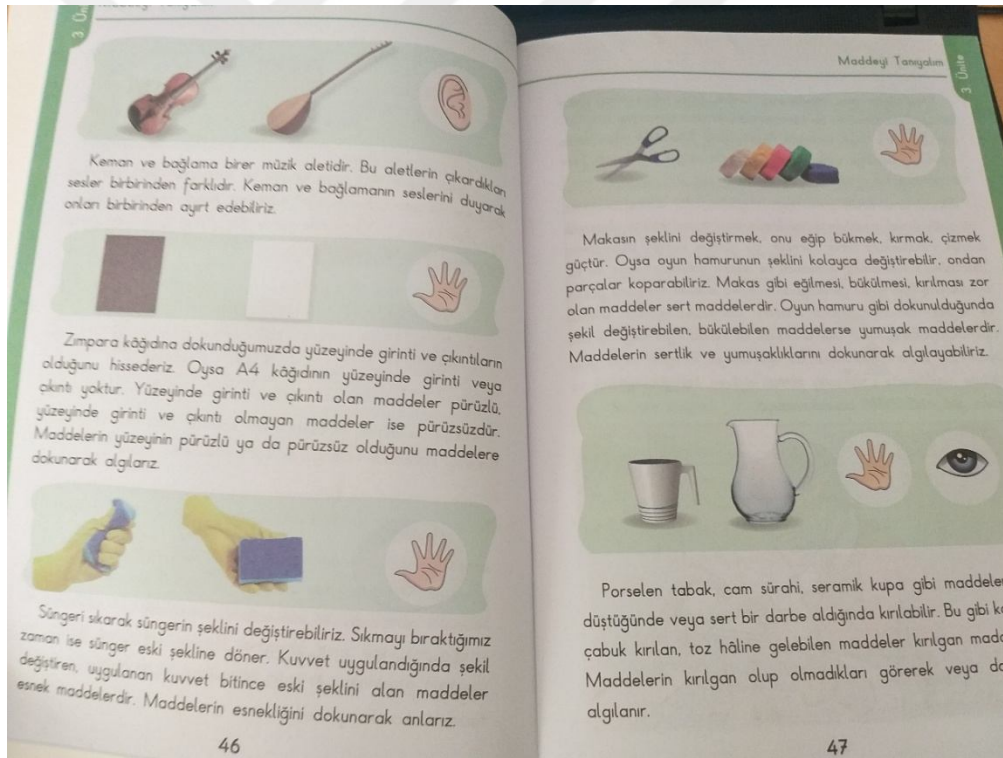 3. Ün
Keman ve bağlama birer müzik aletidir. Bu aletlerin çıkardıkları
sesler birbirinden farklıdır. Keman ve bağlamanın seslerini duyarak
onları birbirinden ayırt edebiliriz.
Zımpara kâğıdına dokunduğumuzda yüzeyinde girinti ve çıkıntıların
olduğunu hissederiz. Oysa A4 kâğıdının yüzeyinde girinti veya
çıkıntı yoktur. Yüzeyinde girinti ve çıkıntı olan maddeler pürüzlü,
yüzeyinde girinti ve çıkıntı olmayan maddeler ise pürüzsüzdür.
Maddelerin yüzeyinin pürüzlü ya da pürüzsüz olduğunu maddelere
dokunarak algılarız.
Süngeri sıkarak süngerin şeklini değiştirebiliriz. Sıkmayı bıraktığımız
zaman ise sünger eski şekline döner. Kuvvet uygulandığında şekil
değiştiren, uygulanan kuvvet bitince eski şeklini alan maddeler
esnek maddelerdir. Maddelerin esnekliğini dokunarak anlarız.
46
Maddeyi Tanıyalım
3. Ünite
Makasın şeklini değiştirmek, onu eğip bükmek, kırmak, çizmek
güçtür. Oysa oyun hamurunun şeklini kolayca değiştirebilir, ondan
parçalar koparabiliriz. Makas gibi eğilmesi, bükülmesi, kırılması zor
olan maddeler sert maddelerdir. Oyun hamuru gibi dokunulduğunda
şekil değiştirebilen, bükülebilen maddelerse yumuşak maddelerdir.
Maddelerin sertlik ve yumuşaklıklarını dokunarak algılayabiliriz.
Porselen tabak, cam sürahi, seramik kupa gibi maddele
düştüğünde veya sert bir darbe aldığında kırılabilir. Bu gibi ko
çabuk kırılan, toz hâline gelebilen maddeler kırılgan madd
Maddelerin kırılgan olup olmadıkları görerek veya do
algılanır.
47